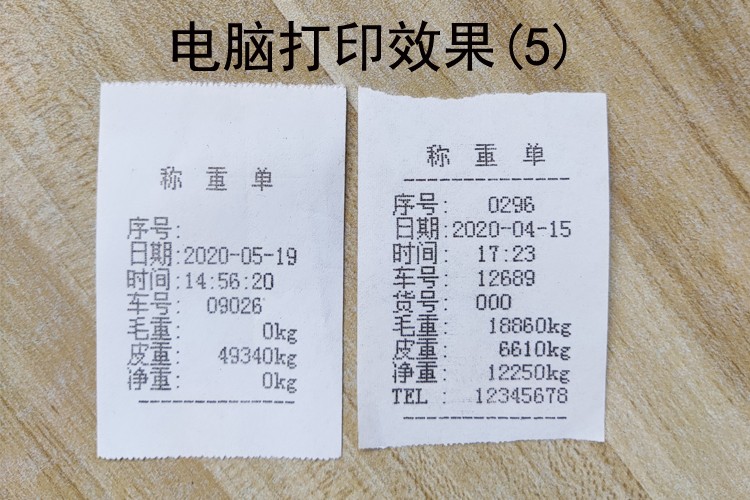 电脑打印效果(5)
称 重 单
序号:
日期:2020-05-19
时间:14:56:20
车号: 09026
毛重: 0kg
皮重: 49340kg
净重: 0kg
称 重 单
序号: 0296
日期:2020-04-15
时间: 17:23
车号: 12689
货号: 000
毛重: 18860kg
皮重: 6610kg
净重: 12250kg
TEL : 12345678